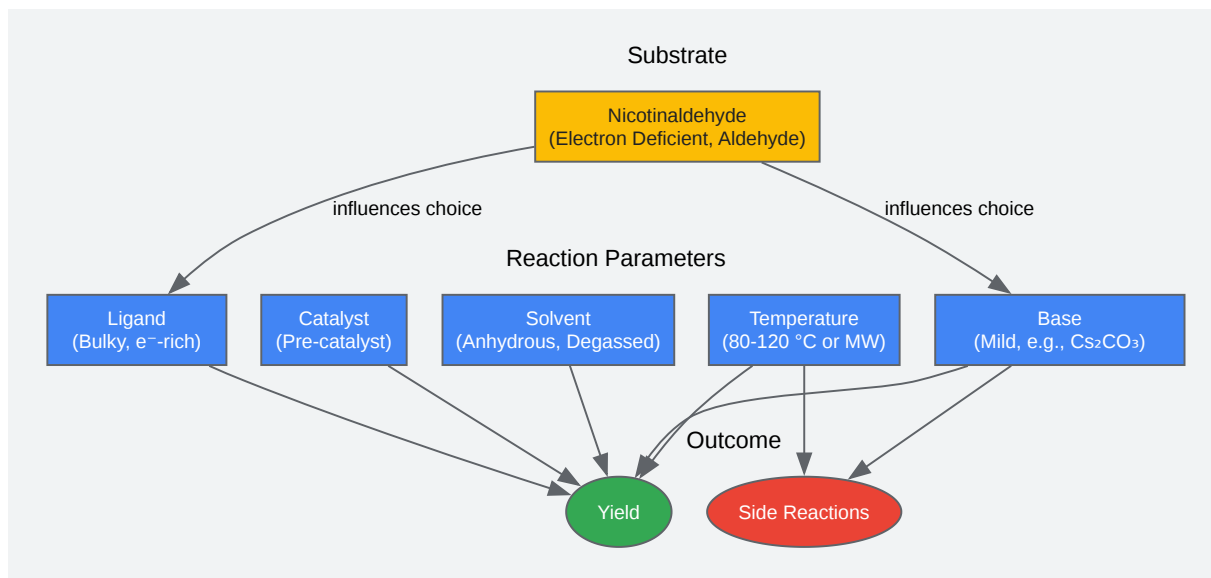 Substrate
Nicotinaldehyde
(Electron Deficient, Aldehyde)
influences choice
influences choice
Reaction Parameters
Ligand
(Bulky, e⁻-rich)
Catalyst
(Pre-catalyst)
Solvent
(Anhydrous, Degassed)
Temperature
(80-120 °C or MW)
Base
(Mild, e.g., Cs₂CO₃)
Outcome
Yield
Side Reactions